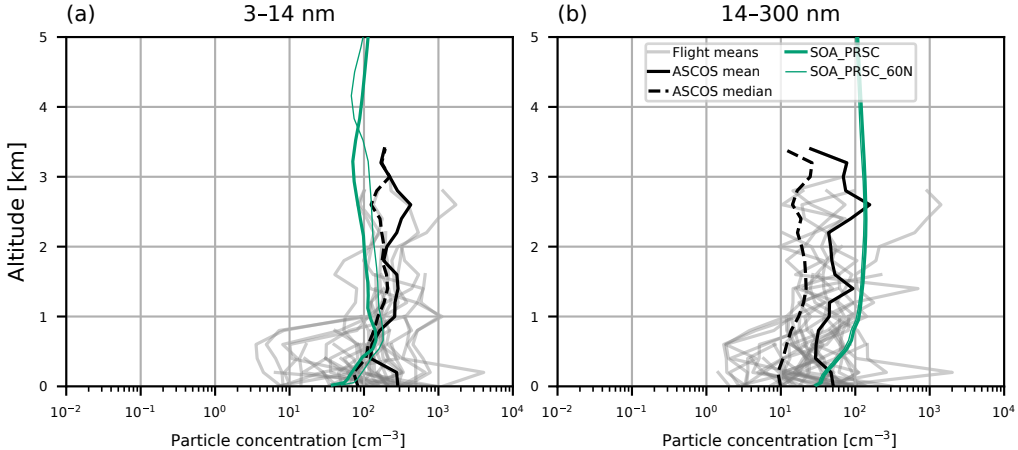 (a) 3–14 nm
(b) 14–300 nm
Altitude [km]
5
4
3
2
1
0
10⁻² 10⁻¹ 10⁰ 10¹ 10² 10³ 10⁴
Particle concentration [cm⁻³]
5
4
3
2
1
0
10⁻² 10⁻¹ 10⁰ 10¹ 10² 10³ 10⁴
Particle concentration [cm⁻³]
Flight means
ASCOS mean
ASCOS median
SOA_PRSC
SOA_PRSC_60N